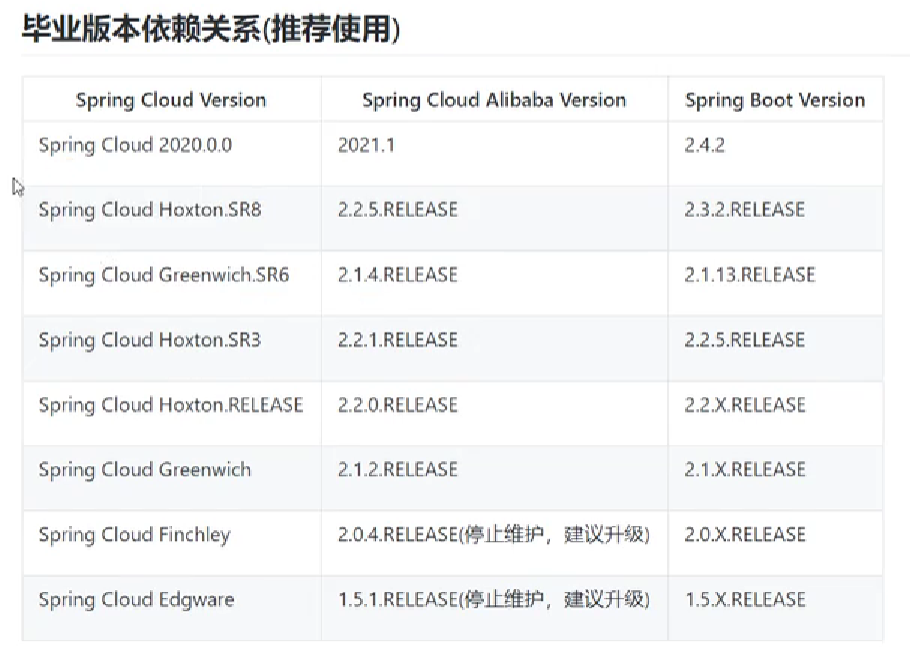 毕业版本依赖关系(推荐使用)
Spring Cloud Version Spring Cloud Alibaba Version Spring Boot Version
Spring Cloud 2020.0.0 2021.1 2.4.2
Spring Cloud Hoxton.SR8 2.2.5.RELEASE 2.3.2.RELEASE
Spring Cloud Greenwich.SR6 2.1.4.RELEASE 2.1.13.RELEASE
Spring Cloud Hoxton.SR3 2.2.1.RELEASE 2.2.5.RELEASE
Spring Cloud Hoxton.RELEASE 2.2.0.RELEASE 2.2.X.RELEASE
Spring Cloud Greenwich 2.1.2.RELEASE 2.1.X.RELEASE
Spring Cloud Finchley 2.0.4.RELEASE(停止维护，建议升级) 2.0.X.RELEASE
Spring Cloud Edgware 1.5.1.RELEASE(停止维护，建议升级) 1.5.X.RELEASE